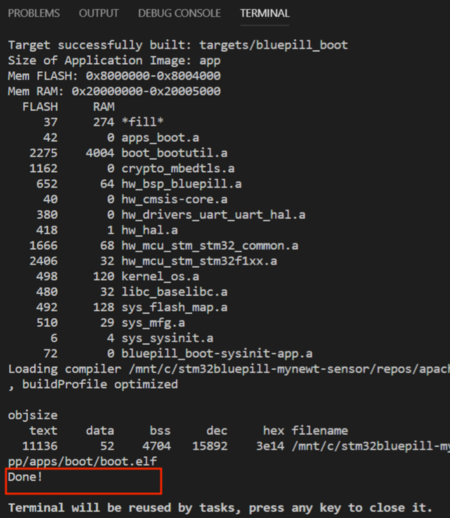 PROBLEMS OUTPUT DEBUG CONSOLE TERMINAL
Target successfully built: targets/bluepill_boot
Size of Application Image: app
Mem FLASH: 0x8000000-0x8004000
Mem RAM: 0x20000000-0x20005000
FLASH RAM
37 274 *fill*
42 0 apps_boot.a
2275 4004 boot_bootutil.a
1162 0 crypto_mbedtls.a
652 64 hw_bsp_bluepill.a
40 0 hw_cmsis-core.a
380 0 hw_drivers_uart_uart_hal.a
418 1 hw_hal.a
1666 68 hw_mcu_stm_stm32_common.a
2406 32 hw_mcu_stm_stm32f1xx.a
498 120 kernel_os.a
480 32 libc_baselibc.a
492 128 sys_flash_map.a
510 29 sys_mfg.a
6 4 sys_sysinit.a
72 0 bluepill_boot-sysinit-app.a
Loading compiler /mnt/c/stm32bluepill-mynewt-sensor/repos/apac
, buildProfile optimized
objsize
text data bss dec hex filename
11136 52 4704 15892 3e14 /mnt/c/stm32bluepill-my
pp/apps/boot/boot.elf
Done!
Terminal will be reused by tasks, press any key to close it.